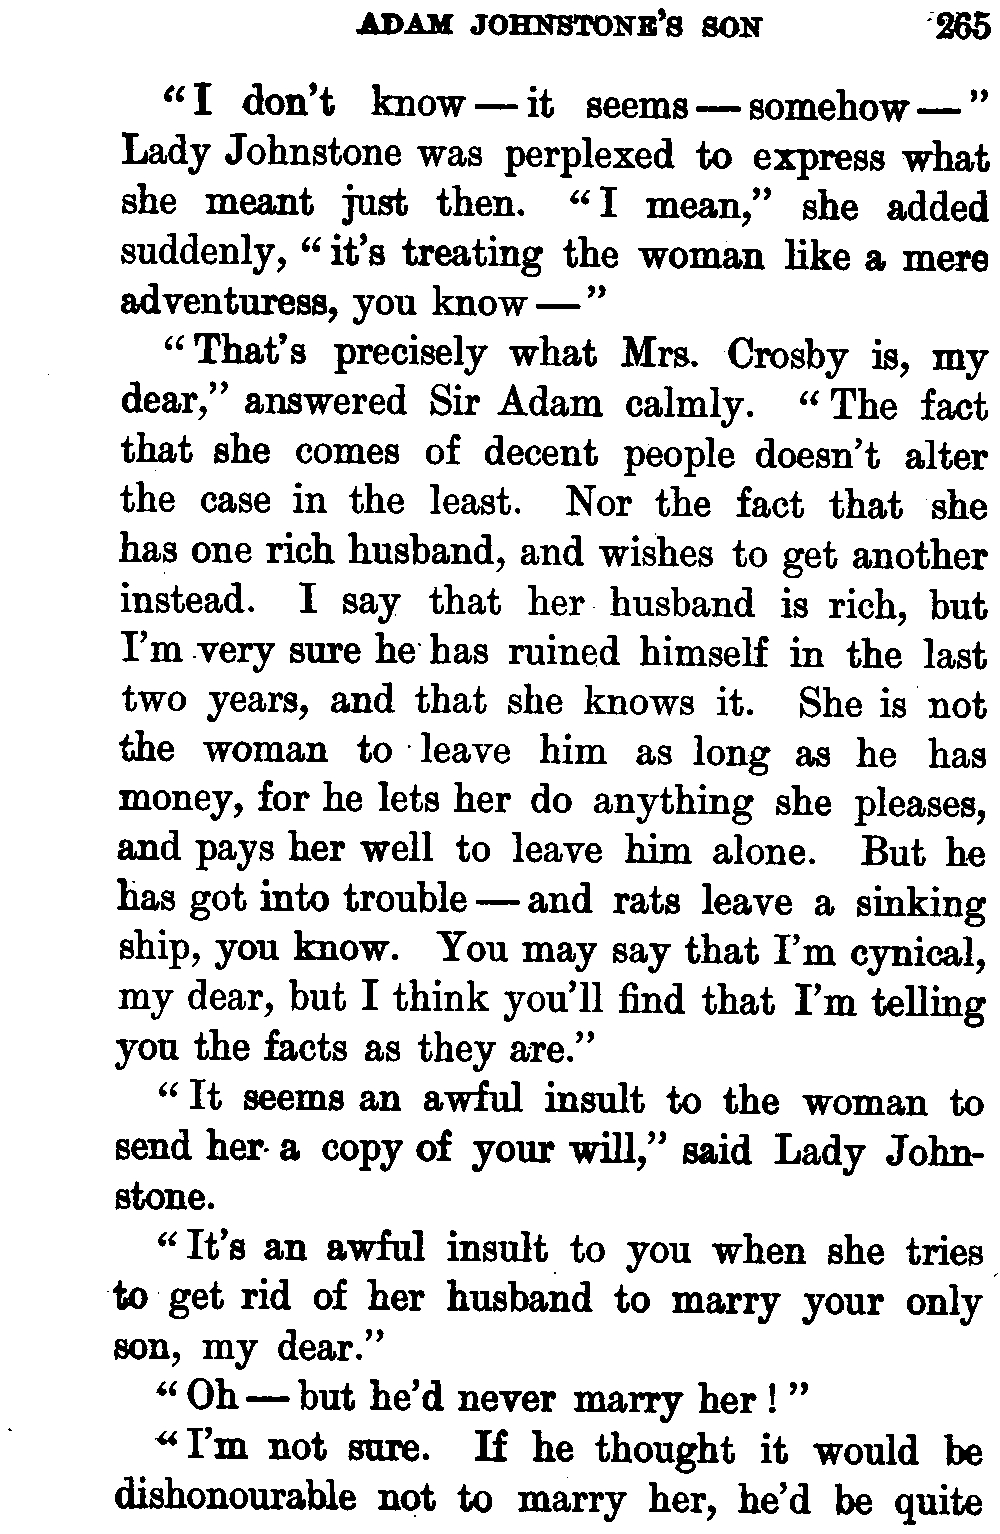 ADAM JOHNSTONE'S SON 265
"I don't know — it seems — somehow — "
Lady Johnstone was perplexed to express what
she meant just then. "I mean," she added
suddenly, "it's treating the woman like a mere
adventuress, you know — "
"That's precisely what Mrs. Crosby is, my
dear," answered Sir Adam calmly. "The fact
that she comes of decent people doesn't alter
the case in the least. Nor the fact that she
has one rich husband, and wishes to get another
instead. I say that her husband is rich, but
I'm very sure he has ruined himself in the last
two years, and that she knows it. She is not
the woman to leave him as long as he has
money, for he lets her do anything she pleases,
and pays her well to leave him alone. But he
has got into trouble — and rats leave a sinking
ship, you know. You may say that I'm cynical,
my dear, but I think you'll find that I'm telling
you the facts as they are."
"It seems an awful insult to the woman to
send her a copy of your will," said Lady John-
stone.
"It's an awful insult to you when she tries
to get rid of her husband to marry your only
son, my dear."
"Oh — but he'd never marry her!"
"I'm not sure. If he thought it would be
dishonourable not to marry her, he'd be quite